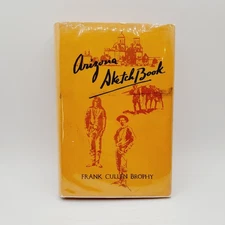 Arizona
Sketch Book
FRANK CULLEN BROPHY